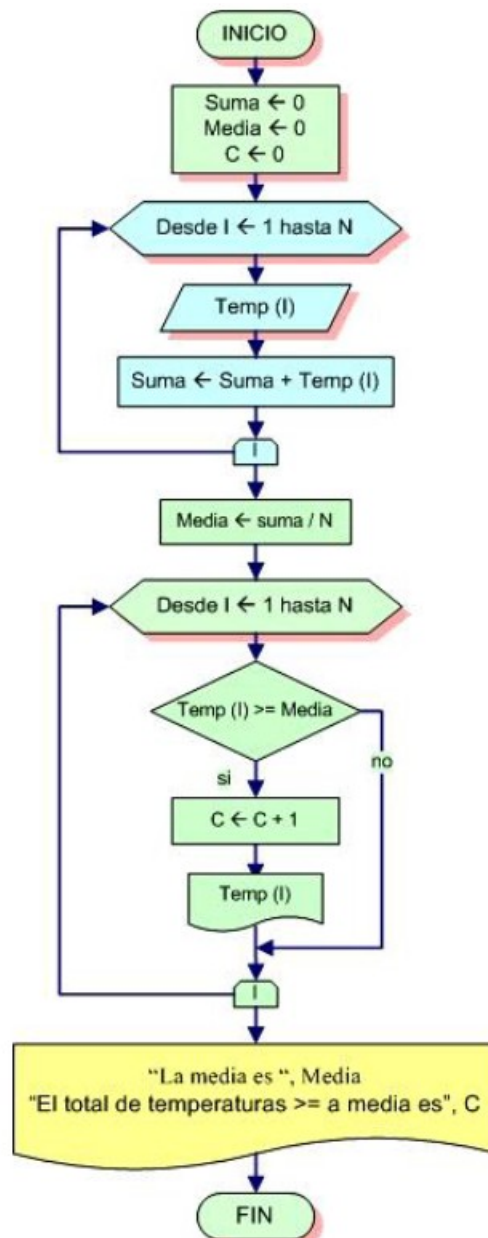 INICIO
Suma ← 0
Media ← 0
C ← 0
Desde I ← 1 hasta N
Temp (I)
Suma ← Suma + Temp (I)
I
Media ← suma / N
Desde I ← 1 hasta N
Temp (I) >= Media
si
no
C ← C + 1
Temp (I)
I
“La media es “, Media
“El total de temperaturas >= a media es”, C
FIN